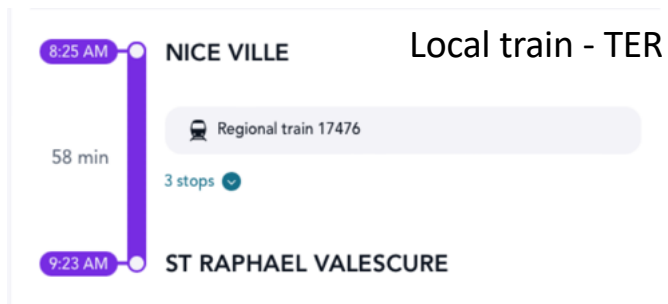 Local train - TER
8:25 AM NICE VILLE
Regional train 17476
58 min
3 stops
9:23 AM ST RAPHAEL VALESCURE